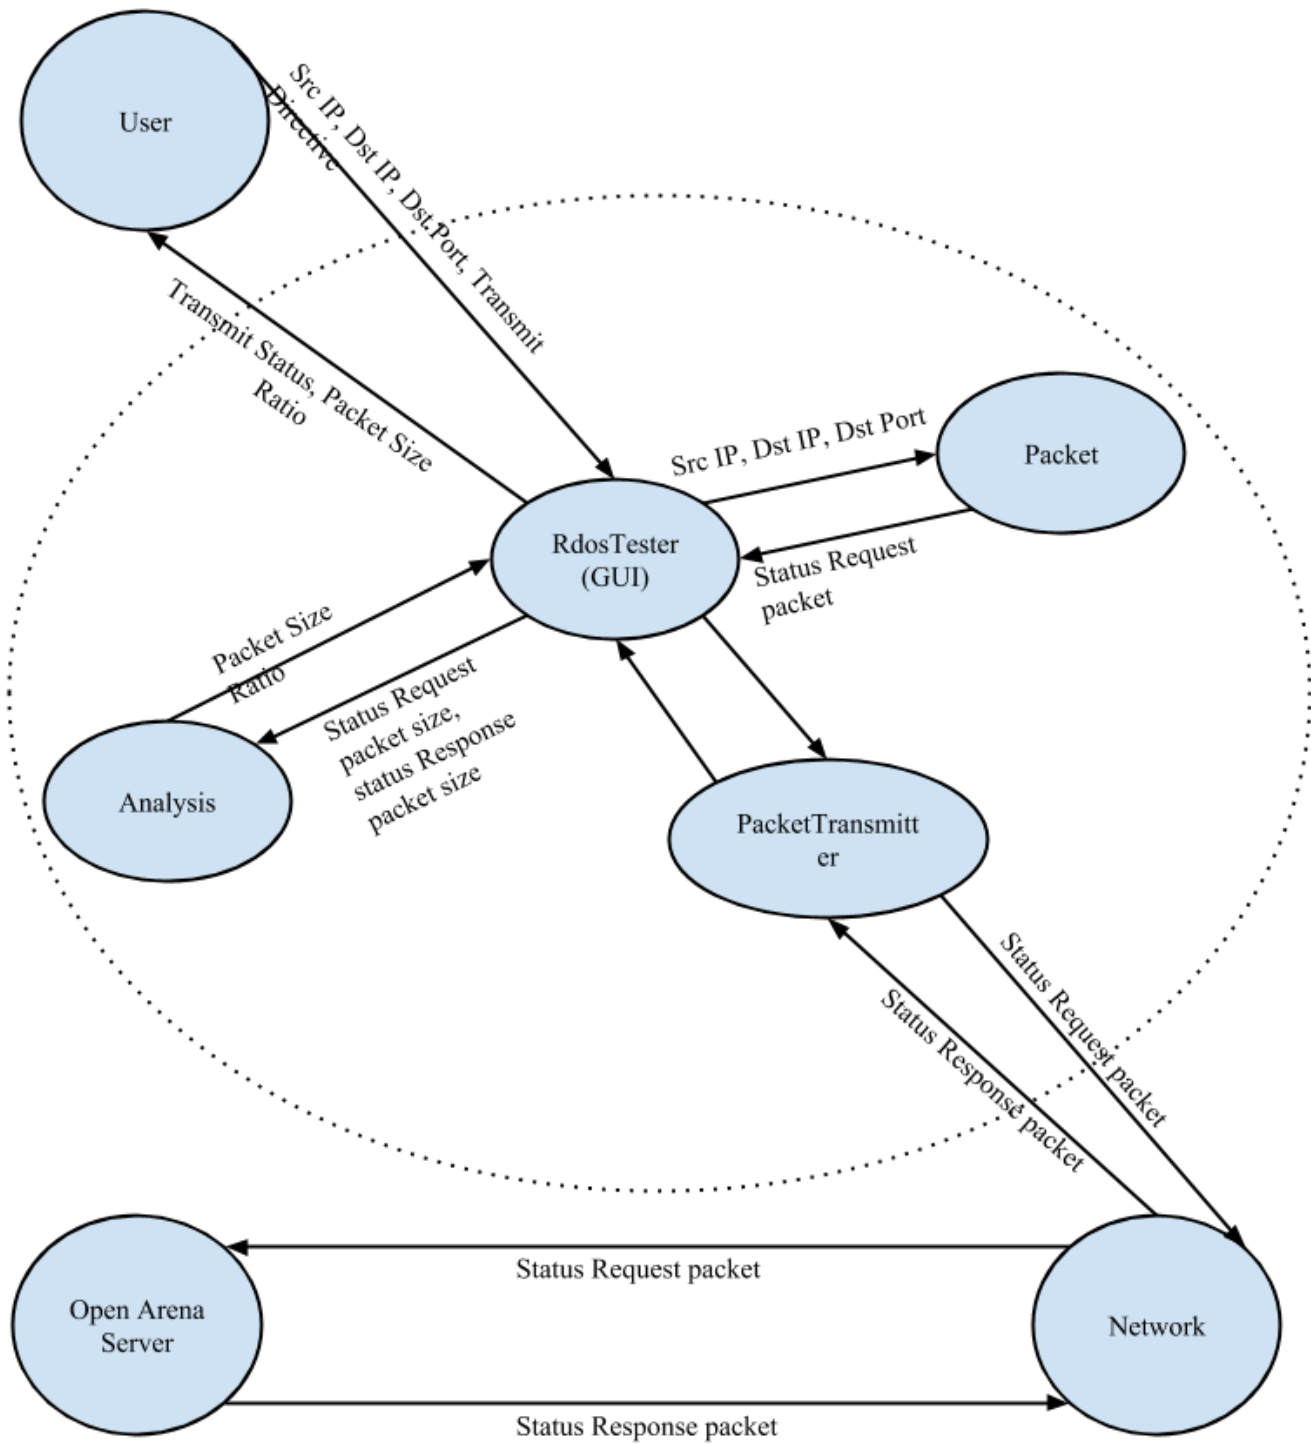 User
Src IP, Dst IP, Dst.Port, Transmit
Directive
Transmit Status, Packet Size
Ratio
Src IP, Dst IP, Dst Port
Packet
RdosTester
(GUI)
Status Request
packet
Packet Size
Ratio
Status Request
packet size,
status Response
packet size
Analysis
PacketTransmitt
er
Status Request packet
Status Response packet
Status Request packet
Open Arena
Server
Network
Status Response packet